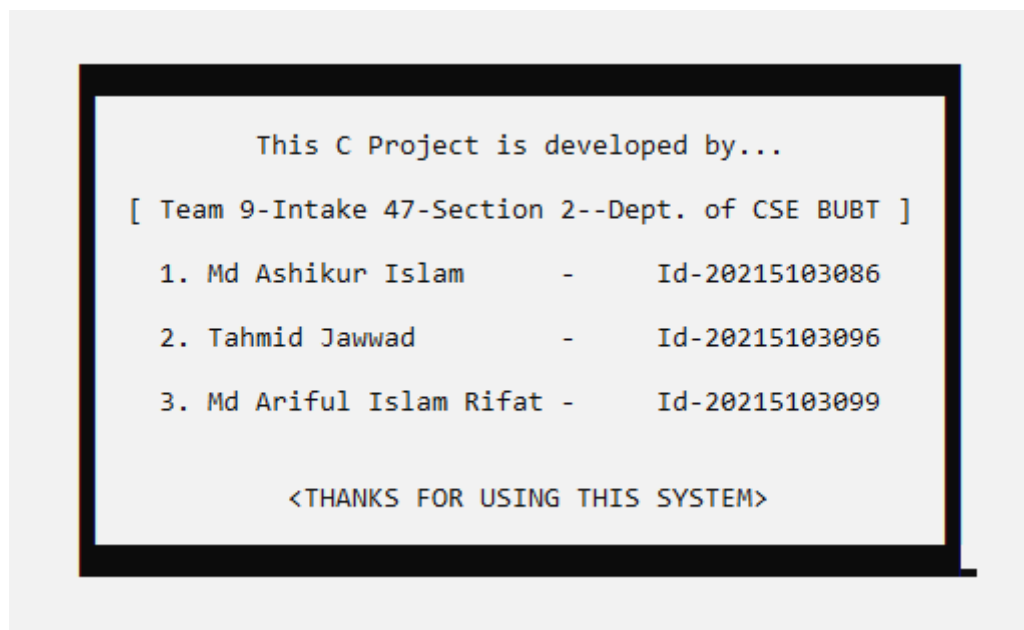 This C Project is developed by...
[ Team 9-Intake 47-Section 2--Dept. of CSE BUBT ]
1. Md Ashikur Islam - Id-20215103086
2. Tahmid Jawwad - Id-20215103096
3. Md Ariful Islam Rifat - Id-20215103099
<THANKS FOR USING THIS SYSTEM>